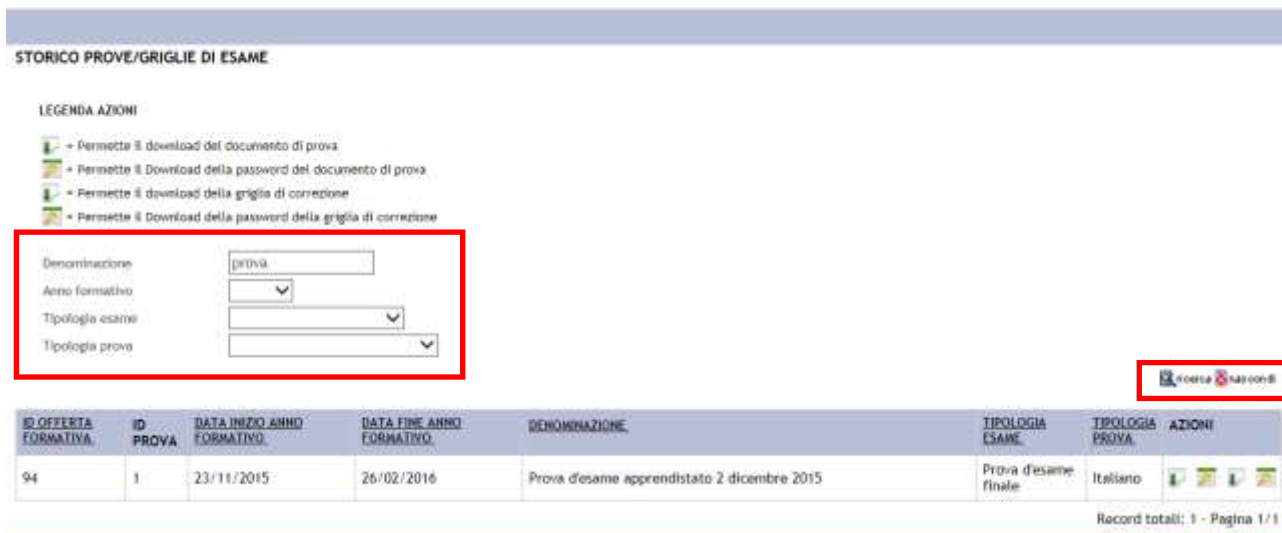 STORICO PROVE/GRIGLIE DI ESAME
LEGENDA AZIONI
= Permette il download del documento di prova
= Permette il Download della password del documento di prova
= Permette il download della griglia di correzione
= Permette il Download della password della griglia di correzione
Denominazione prova
Anno formativo
Tipologia esame
Tipologia prova
ricerca nascondi
ID OFFERTA FORMATIVA ID PROVA DATA INIZIO ANNO FORMATIVO DATA FINE ANNO FORMATIVO DENOMINAZIONE TIPOLOGIA ESAME TIPOLOGIA PROVA AZIONI
94 1 23/11/2015 26/02/2016 Prova d'esame apprendistato 2 dicembre 2015 Prova d'esame finale Italiano
Record totali: 1 - Pagina 1/1